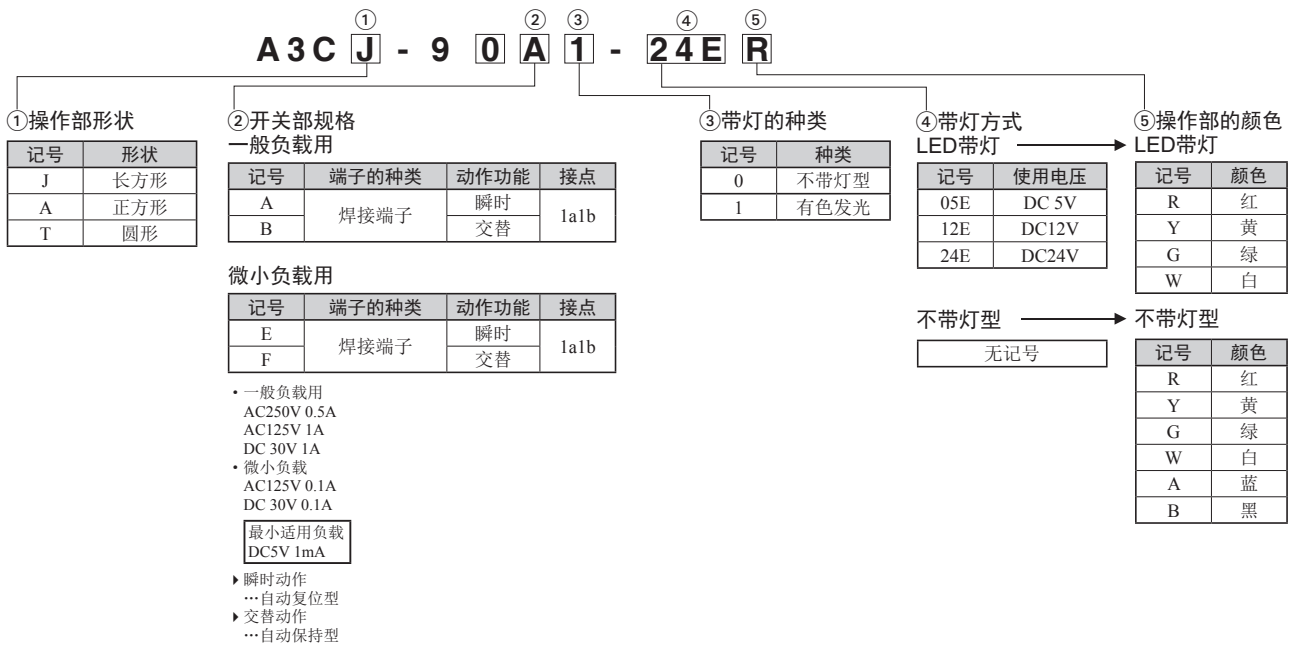 ① ② ③ ④ ⑤
A3CJ-90A1-24ER
①操作部形状
记号 形状
J 长方形
A 正方形
T 圆形
②开关部规格
一般负载用
记号 端子的种类 动作功能 接点
A 焊接端子 瞬时 1a1b
B 交替
微小负载用
记号 端子的种类 动作功能 接点
E 焊接端子 瞬时 1a1b
F 交替
・一般负载用
AC250V 0.5A
AC125V 1A
DC 30V 1A
・微小负载
AC125V 0.1A
DC 30V 0.1A
最小适用负载
DC5V 1mA
▶瞬时动作
…自动复位型
▶交替动作
…自动保持型
③带灯的种类
记号 种类
0 不带灯型
1 有色发光
④带灯方式
LED带灯
记号 使用电压
05E DC 5V
12E DC12V
24E DC24V
不带灯型
无记号
⑤操作部的颜色
LED带灯
记号 颜色
R 红
Y 黄
G 绿
W 白
不带灯型
记号 颜色
R 红
Y 黄
G 绿
W 白
A 蓝
B 黑